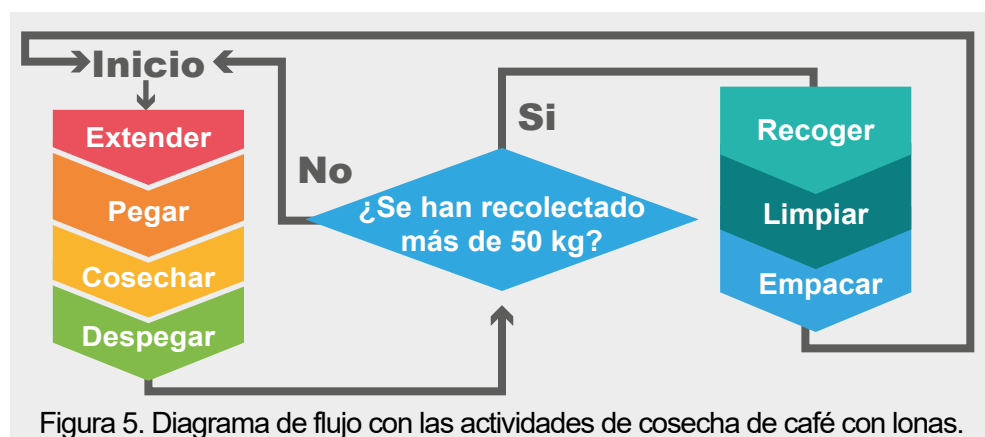 Inicio
Extender
Pegar
Cosechar
Despegar
No
¿Se han recolectado
más de 50 kg?
Si
Recoger
Limpiar
Empacar
Figura 5. Diagrama de flujo con las actividades de cosecha de café con lonas.